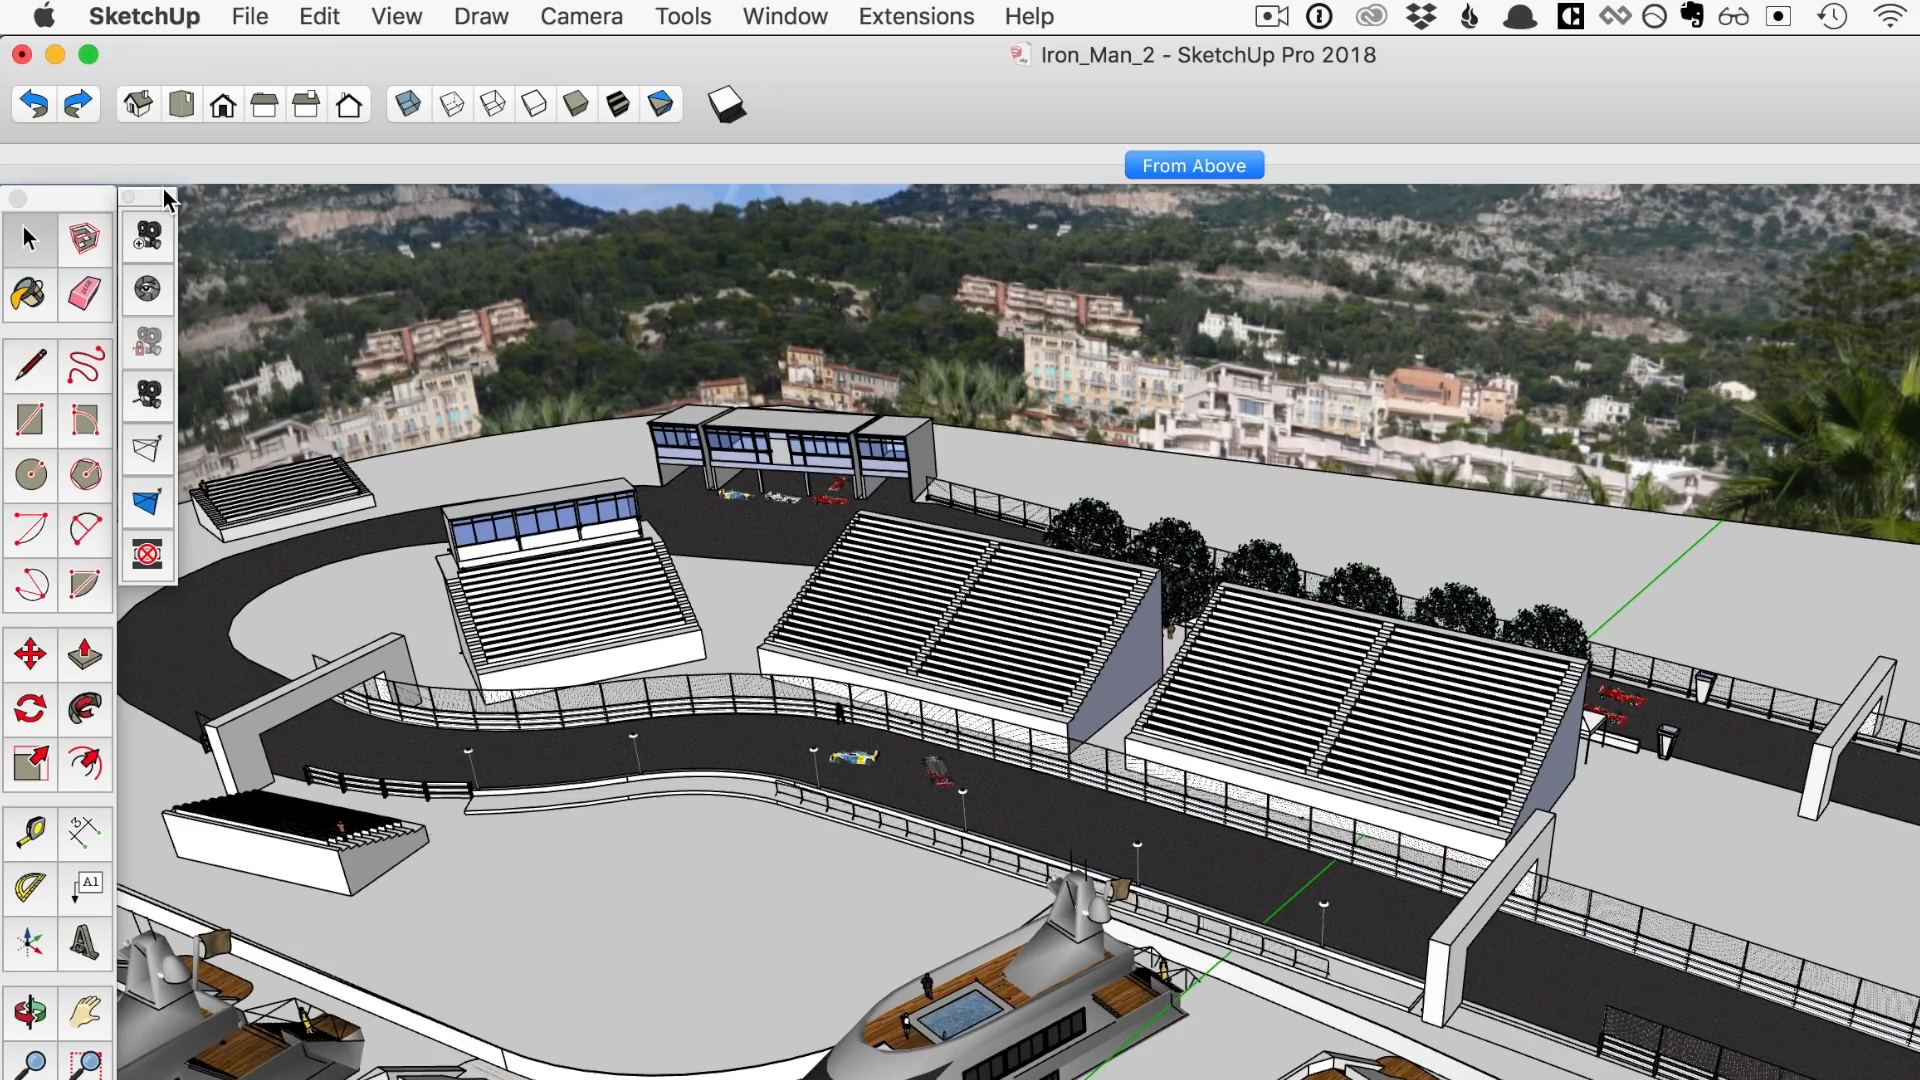 SketchUp File Edit View Draw Camera Tools Window Extensions Help
Iron_Man_2 - SketchUp Pro 2018
From Above
A1